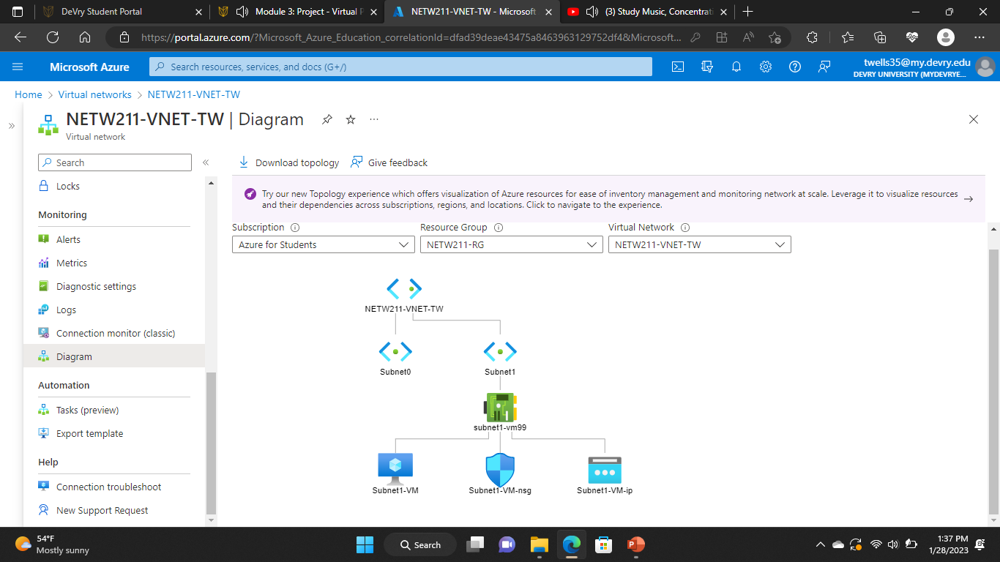 DeVry Student Portal
Module 3: Project - Virtual P
NETW211-VNET-TW - Microsoft
(3) Study Music, Concentrati
https://portal.azure.com/?Microsoft_Azure_Education_correlationId=dfad39deae43475a8463963129752df4&Microsoft...
Microsoft Azure
Search resources, services, and docs (G+/)
twells35@my.devry.edu
DEVRY UNIVERSITY (MYDEVRYE...
Home > Virtual networks > NETW211-VNET-TW
NETW211-VNET-TW | Diagram
Virtual network
Search
Download topology
Give feedback
Locks
Monitoring
Alerts
Metrics
Diagnostic settings
Logs
Connection monitor (classic)
Diagram
Automation
Tasks (preview)
Export template
Help
Connection troubleshoot
New Support Request
Try our new Topology experience which offers visualization of Azure resources for ease of inventory management and monitoring network at scale. Leverage it to visualize resources
and their dependencies across subscriptions, regions, and locations. Click to navigate to the experience.
Subscription
Resource Group
Virtual Network
Azure for Students
NETW211-RG
NETW211-VNET-TW
NETW211-VNET-TW
Subnet0
Subnet1
subnet1-vm99
Subnet1-VM
Subnet1-VM-nsg
Subnet1-VM-ip
54°F
Mostly sunny
Search
1:37 PM
1/28/2023